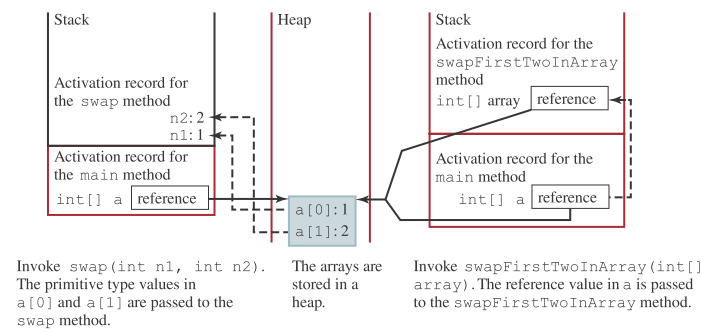 Stack
Activation record for
the swap method
n2: 2
n1: 1
Activation record for
the main method
int[] a reference
Heap
a[0]: 1
a[1]: 2
Stack
Activation record for the
swapFirstTwoInArray
method
int[] array reference
Activation record for the
main method
int[] a reference
Invoke swap(int n1, int n2).
The primitive type values in
a[0] and a[1] are passed to the
swap method.
The arrays are
stored in a
heap.
Invoke swapFirstTwoInArray(int[]
array). The reference value in a is passed
to the swapFirstTwoInArray method.